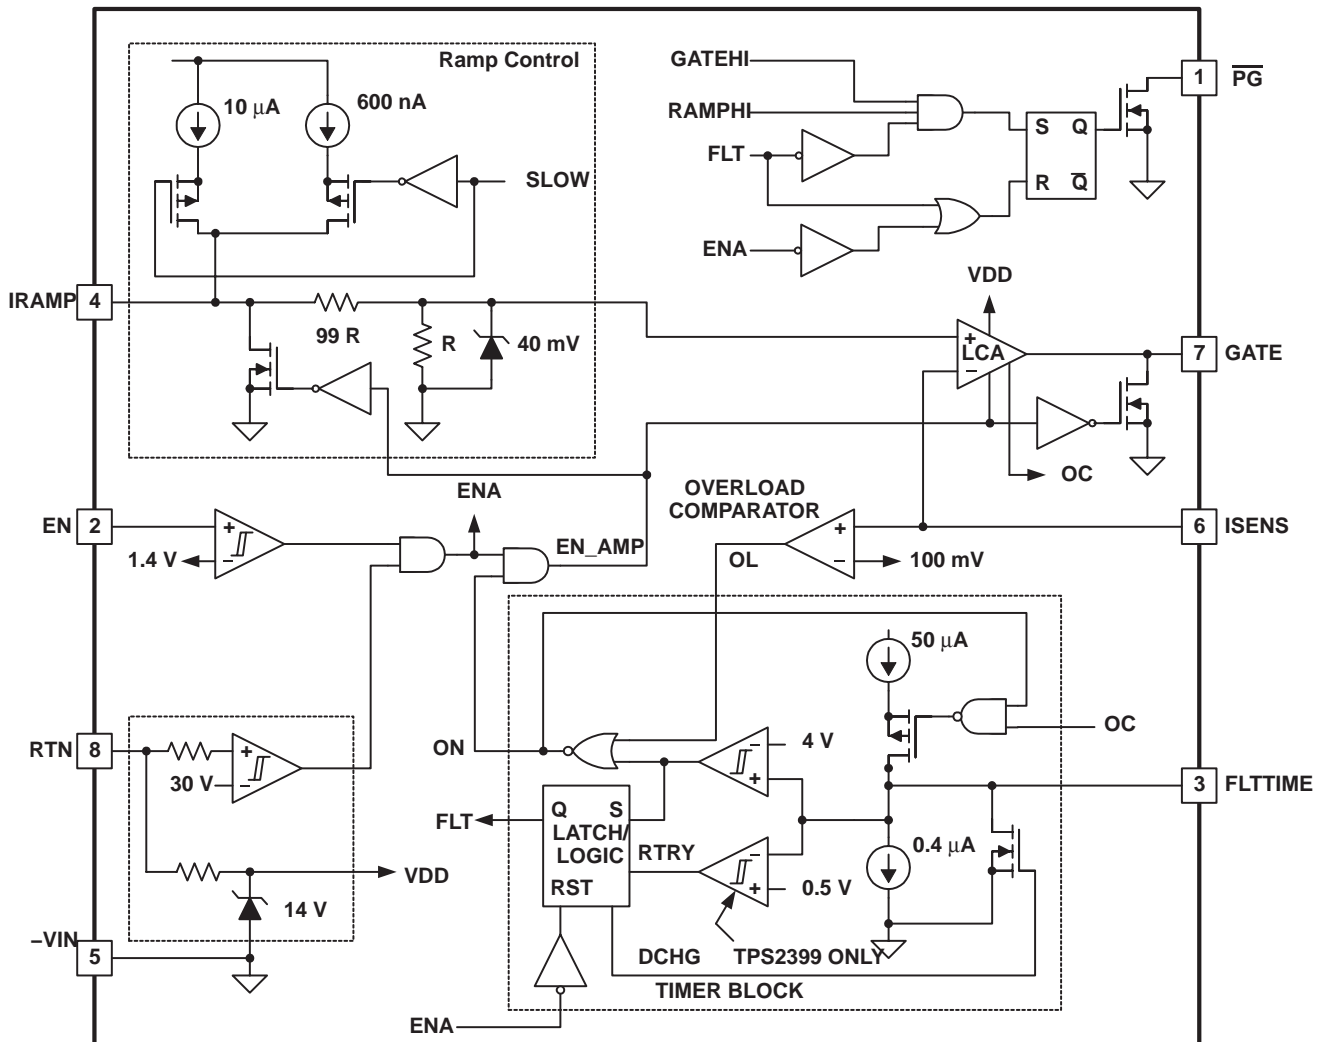 Ramp Control
10 μA
600 nA
SLOW
GATEHI
RAMPHI
FLT
ENA
S Q
R Q̅
1 P̅G̅
IRAMP 4
99 R
R
40 mV
VDD
+
LCA
−
7 GATE
OC
ENA
EN 2
+
1.4 V
−
EN_AMP
OVERLOAD
COMPARATOR
OL
+
−
100 mV
6 ISENS
50 μA
OC
RTN 8
+
30 V
−
ON
4 V
−
+
3 FLTTIME
FLT
Q S
LATCH/
LOGIC
RST
RTRY
−
+
0.5 V
0.4 μA
VDD
14 V
–VIN
5
DCHG
TPS2399 ONLY
TIMER BLOCK
ENA